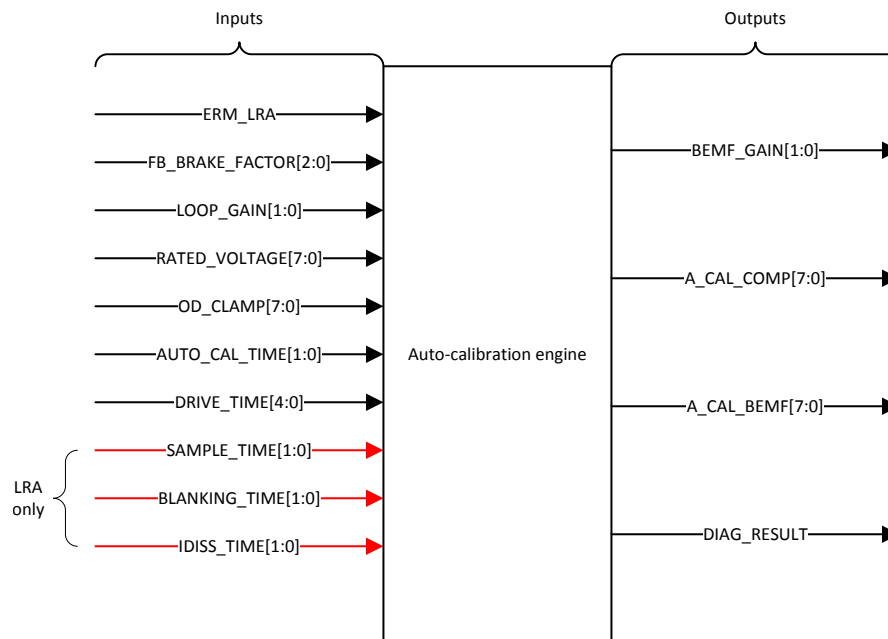 Inputs
Outputs
ERM_LRA
FB_BRAKE_FACTOR[2:0]
LOOP_GAIN[1:0]
RATED_VOLTAGE[7:0]
OD_CLAMP[7:0]
AUTO_CAL_TIME[1:0]
DRIVE_TIME[4:0]
SAMPLE_TIME[1:0]
BLANKING_TIME[1:0]
IDISS_TIME[1:0]
LRA
only
Auto-calibration engine
BEMF_GAIN[1:0]
A_CAL_COMP[7:0]
A_CAL_BEMF[7:0]
DIAG_RESULT